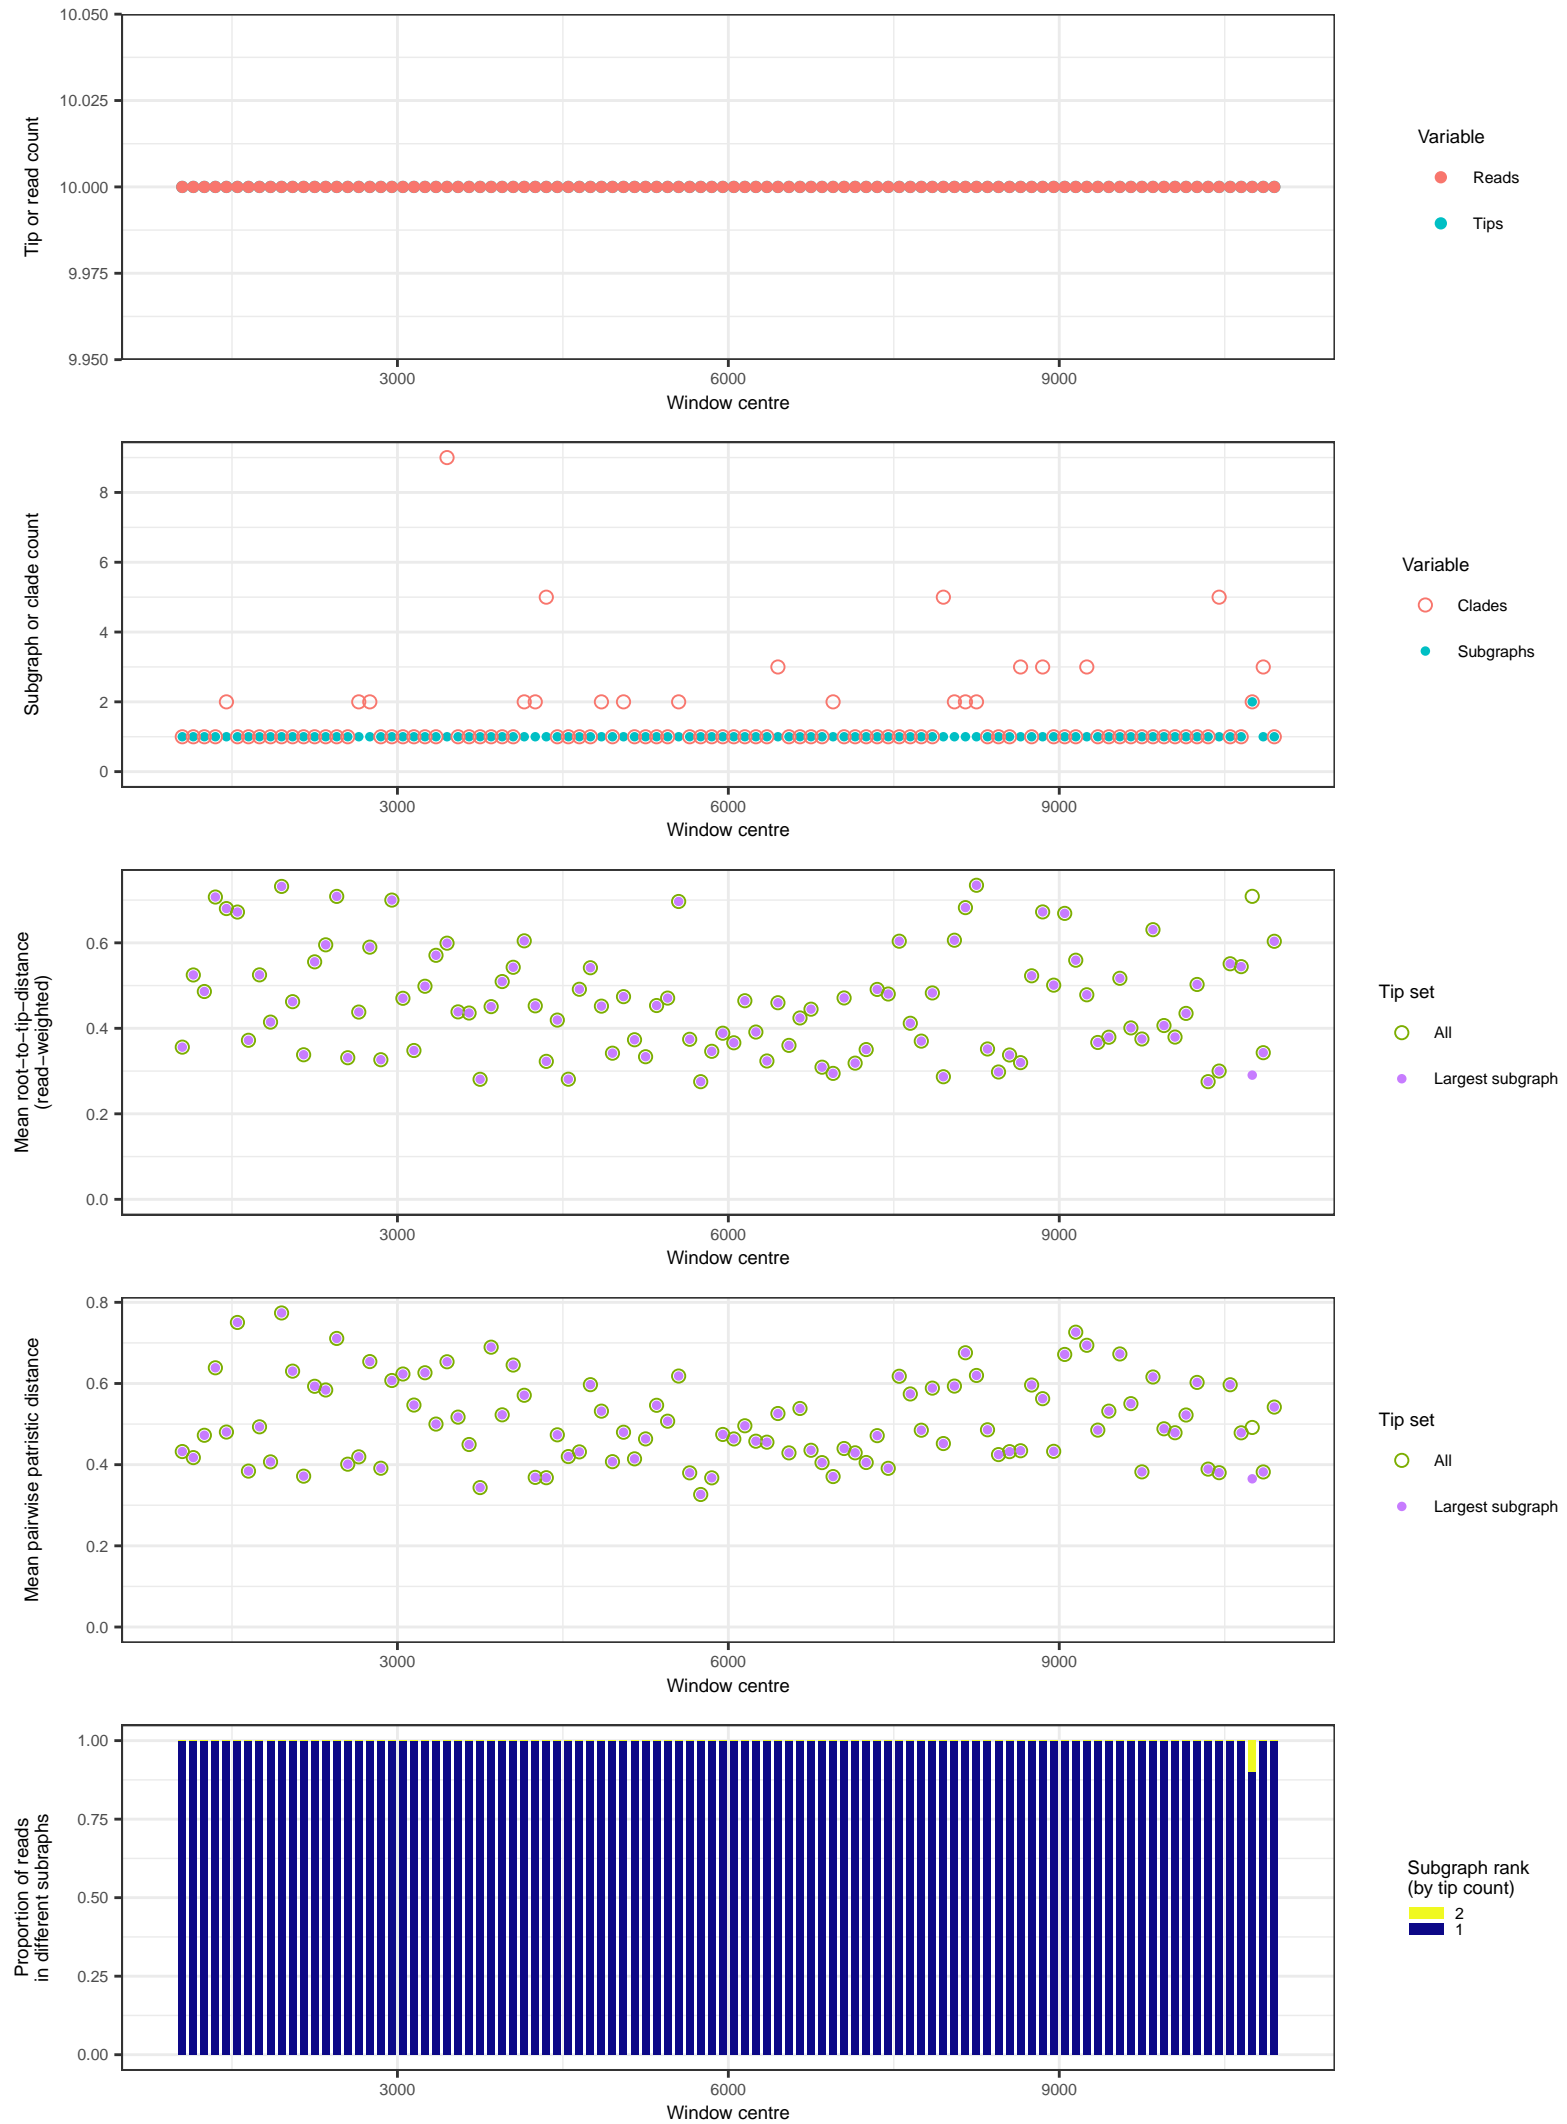 10.050
10.025
10.000
9.975
9.950
Tip or read count
3000
6000
9000
Window centre
Variable
Reads
Tips
8
6
4
2
0
Subgraph or clade count
3000
6000
9000
Window centre
Variable
Clades
Subgraphs
0.6
0.4
0.2
0.0
Mean root−to−tip−distance
(read−weighted)
3000
6000
9000
Window centre
Tip set
All
Largest subgraph
0.8
0.6
0.4
0.2
0.0
Mean pairwise patristic distance
3000
6000
9000
Window centre
Tip set
All
Largest subgraph
1.00
0.75
0.50
0.25
0.00
Proportion of reads
in different subraphs
3000
6000
9000
Window centre
Subgraph rank
(by tip count)
2
1